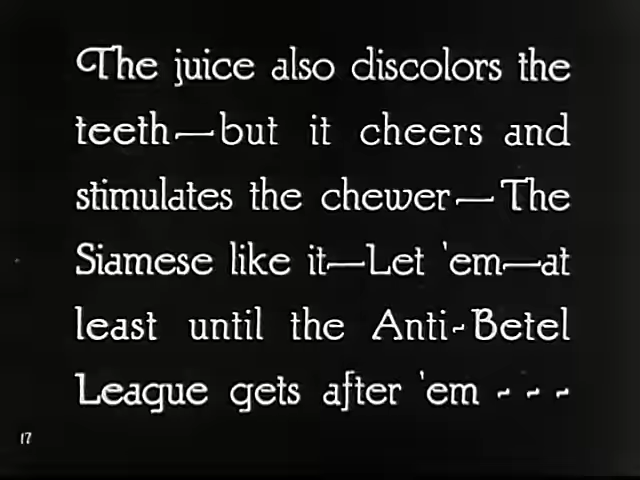 The juice also discolors the
teeth—but it cheers and
stimulates the chewer—The
Siamese like it—Let 'em—at
least until the Anti-Betel
League gets after 'em - - -
17